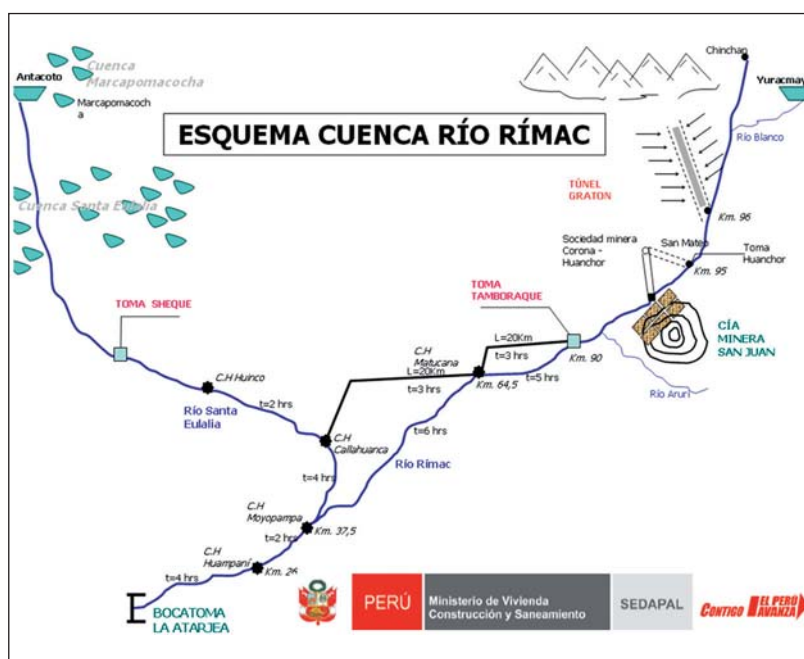 Cuenca
Marcapomacocha
Antacoto
Marcapomacoch
a
Chinchan
Yuracmay
ESQUEMA CUENCA RÍO RÍMAC
Río Blanco
Cuenca Santa Eulalia
TÚNEL
GRATON
Km. 96
Sociedad minera
Corona -
Huanchor
San Mateo
Toma
Huanchor
Km. 95
TOMA SHEQUE
TOMA
TAMBORAQUE
CÍA
MINERA
SAN JUAN
L=20Km
t=3 hrs
Km. 90
C.H
Matucana
L=20Km
t=3 hrs
Km. 64,5
t=5 hrs
Río Aruri
C.H Huinco
t=2 hrs
Río Santa
Eulalia
t=6 hrs
C.H
Callahuanca
Río Rímac
t=4 hrs
C.H
Moyopampa
Km. 37,5
t=2 hrs
C.H
Huampaní
Km. 26
t=4 hrs
BOCATOMA
LA ATARJEA
PERÚ
Ministerio de Vivienda
Construcción y Saneamiento
SEDAPAL
CONTIGO
EL PERÚ
AVANZA